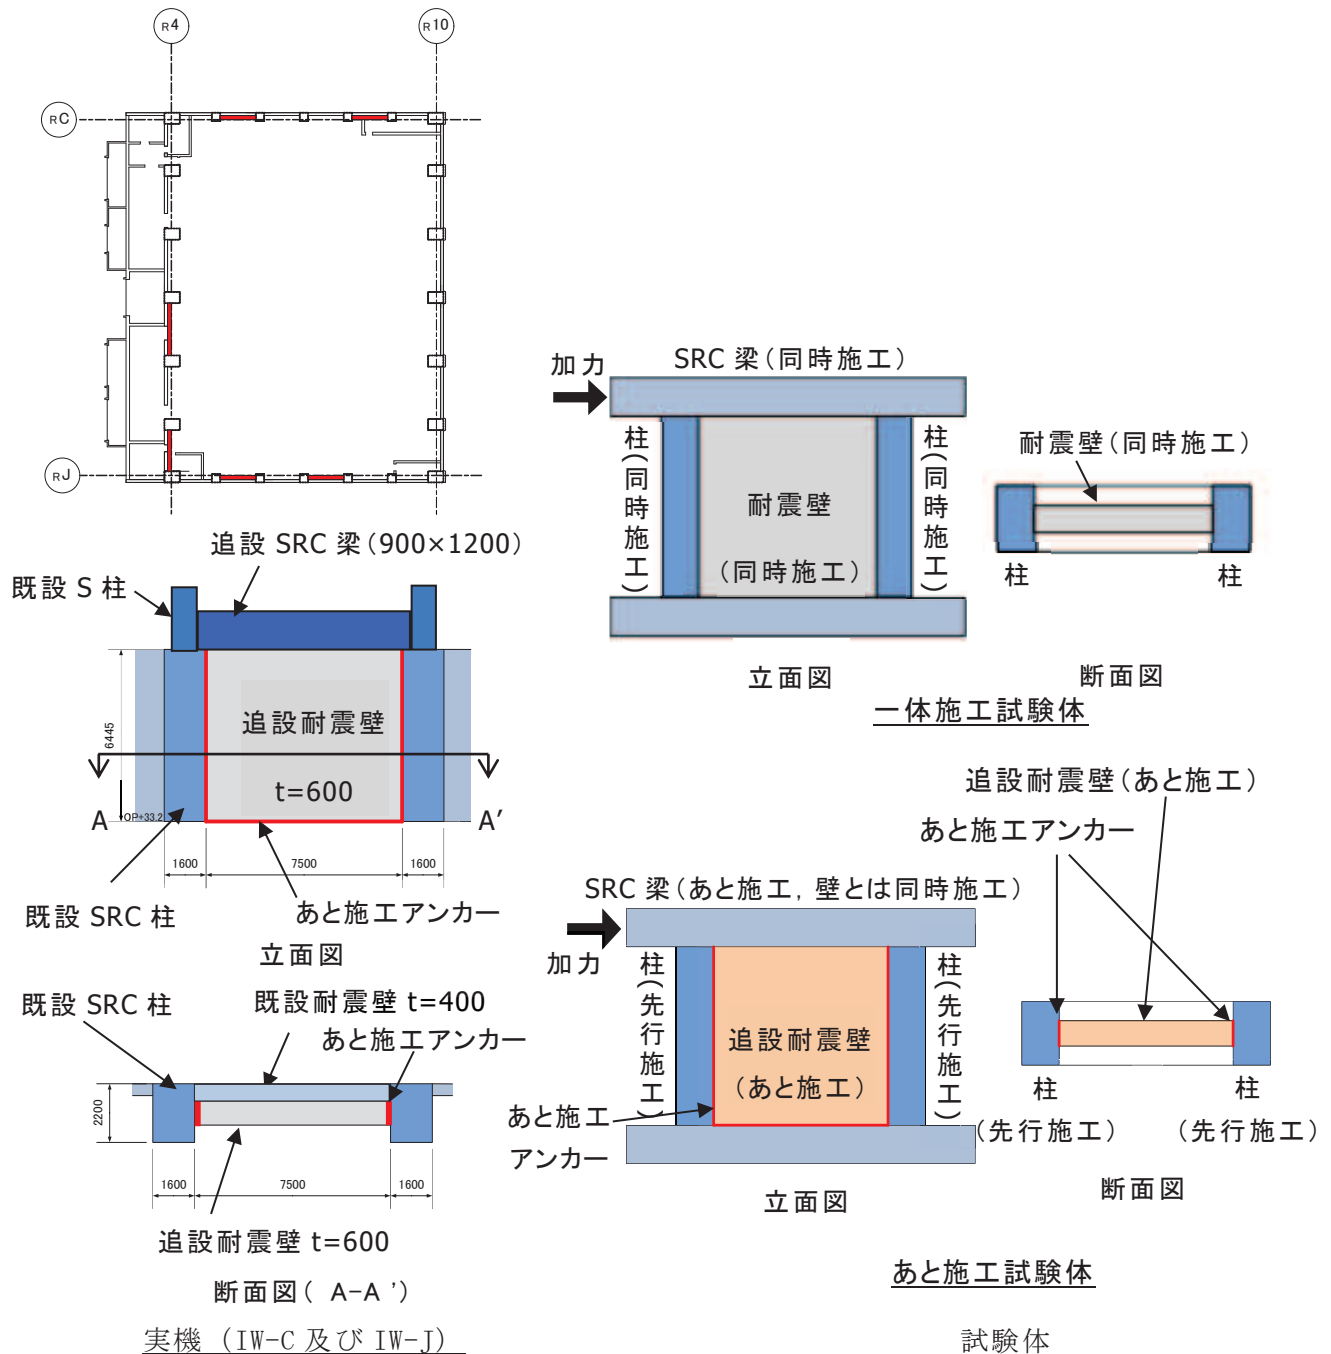 R4
R10
RC
RJ
追設 SRC 梁(900×1200)
既設 S 柱
追設耐震壁
t=600
6445
OP+33.2
A
A'
1600
7500
1600
既設 SRC 柱
あと施工アンカー
立面図
既設 SRC 柱
既設耐震壁 t=400
あと施工アンカー
2200
1600
7500
1600
追設耐震壁 t=600
断面図( A-A ')
実機 (IW-C 及び IW-J)
加力
SRC 梁(同時施工)
柱(同時施工)
耐震壁
(同時施工)
柱(同時施工)
立面図
耐震壁(同時施工)
柱
柱
断面図
一体施工試験体
追設耐震壁(あと施工)
あと施工アンカー
SRC 梁(あと施工, 壁とは同時施工)
加力
柱(先行施工)
追設耐震壁
(あと施工)
柱(先行施工)
あと施工
アンカー
立面図
柱
(先行施工)
柱
(先行施工)
断面図
あと施工試験体
試験体